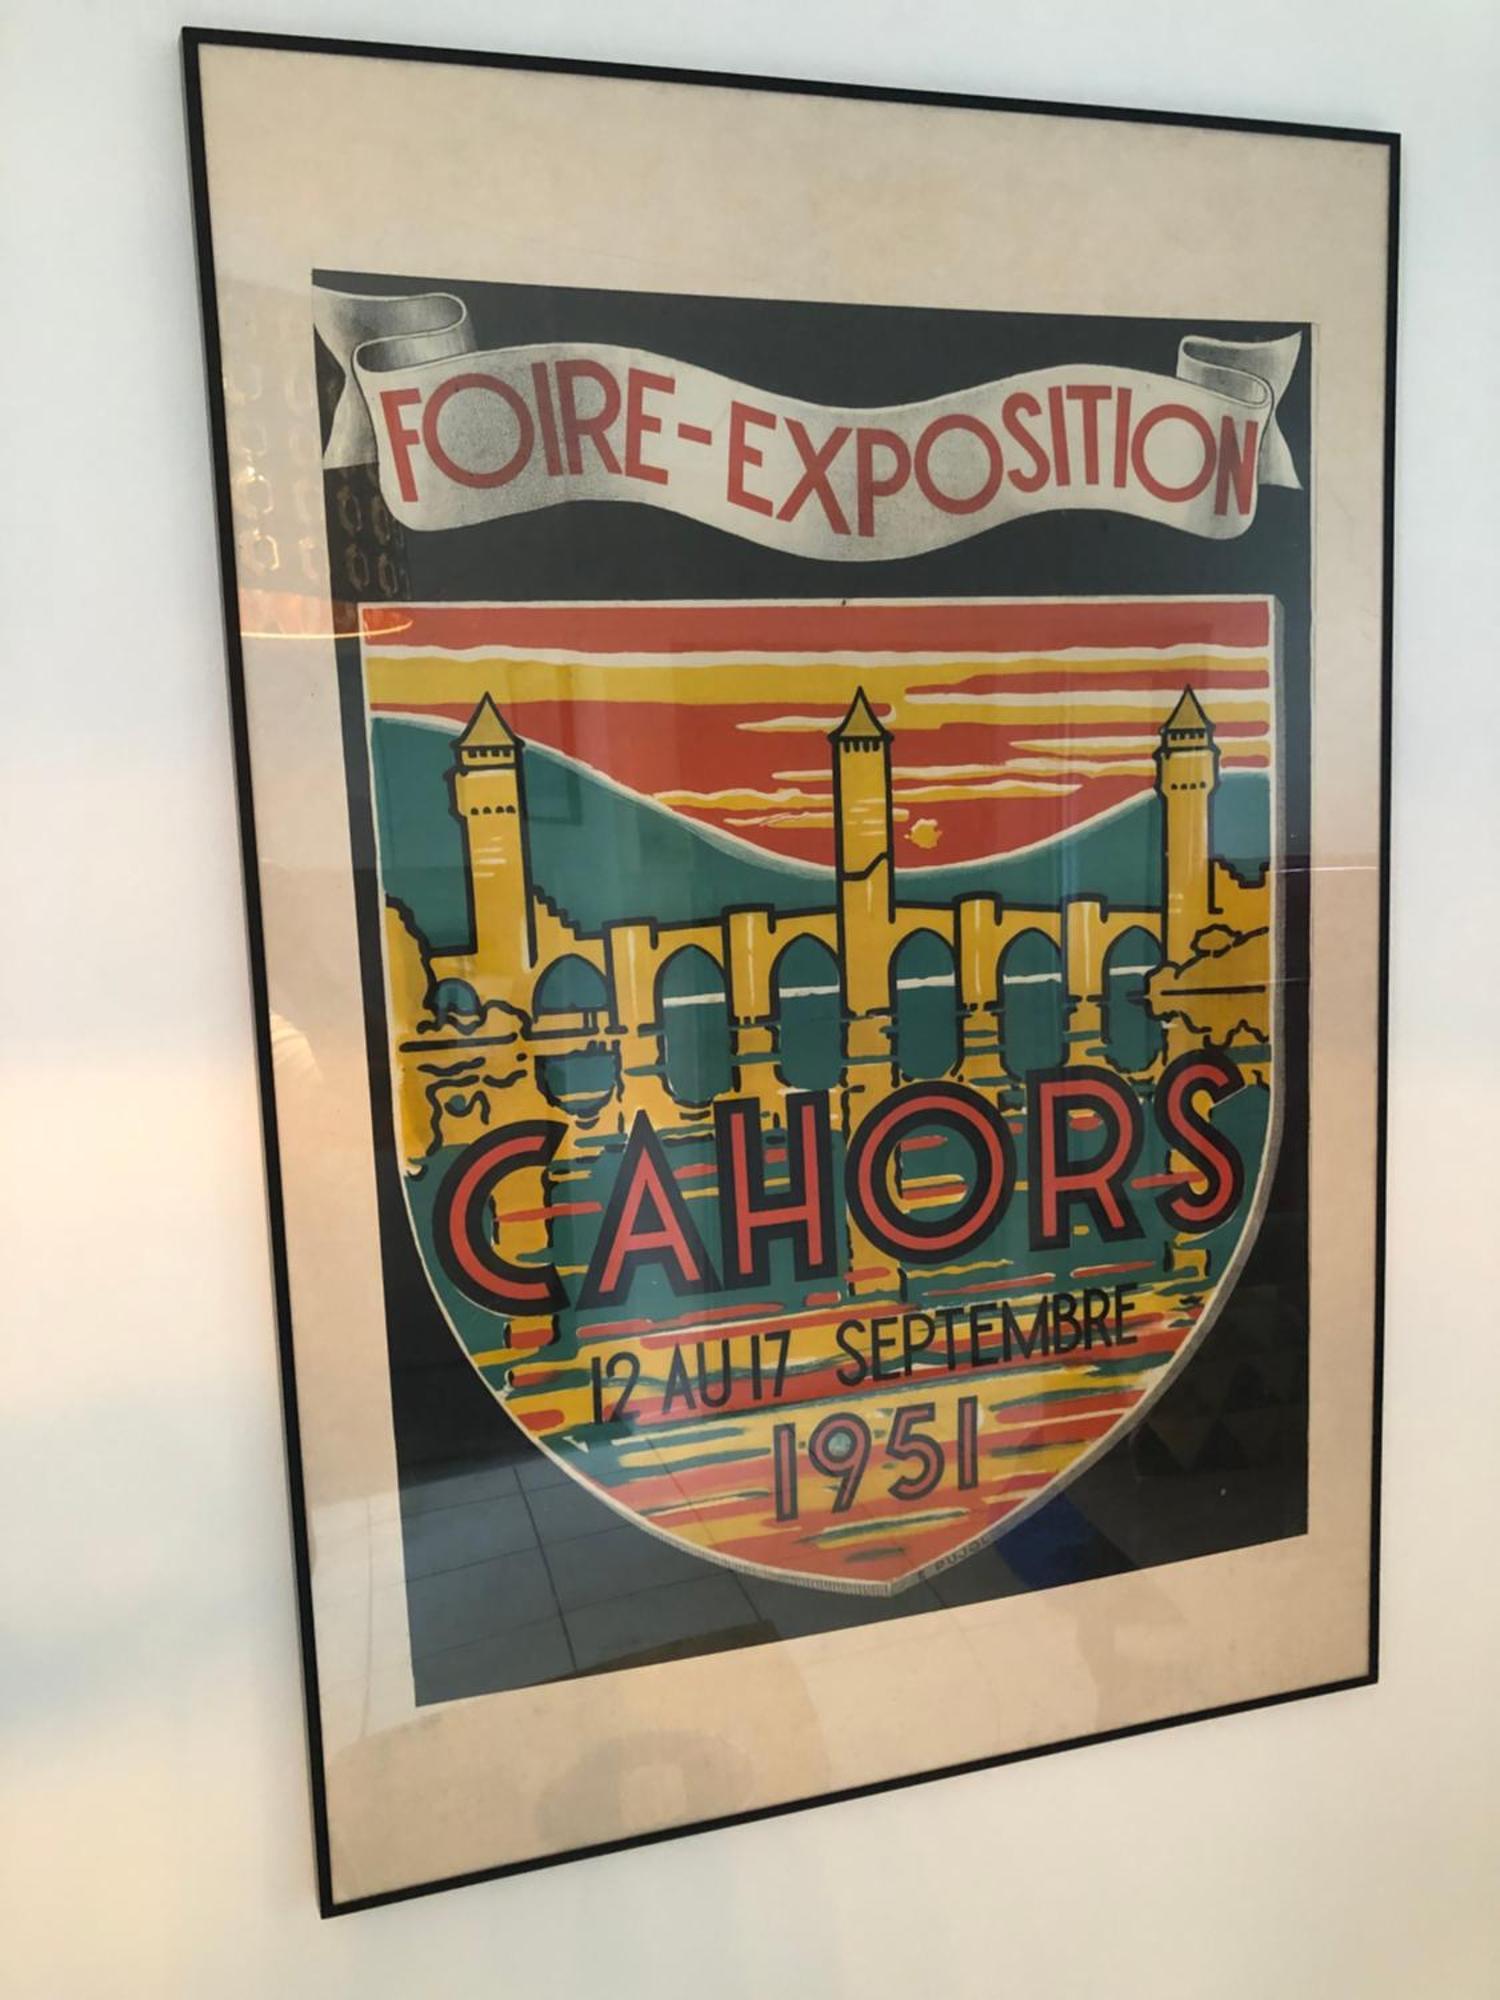 FOIRE-EXPOSITION
CAHORS
12 AU 17 SEPTEMBRE
1951